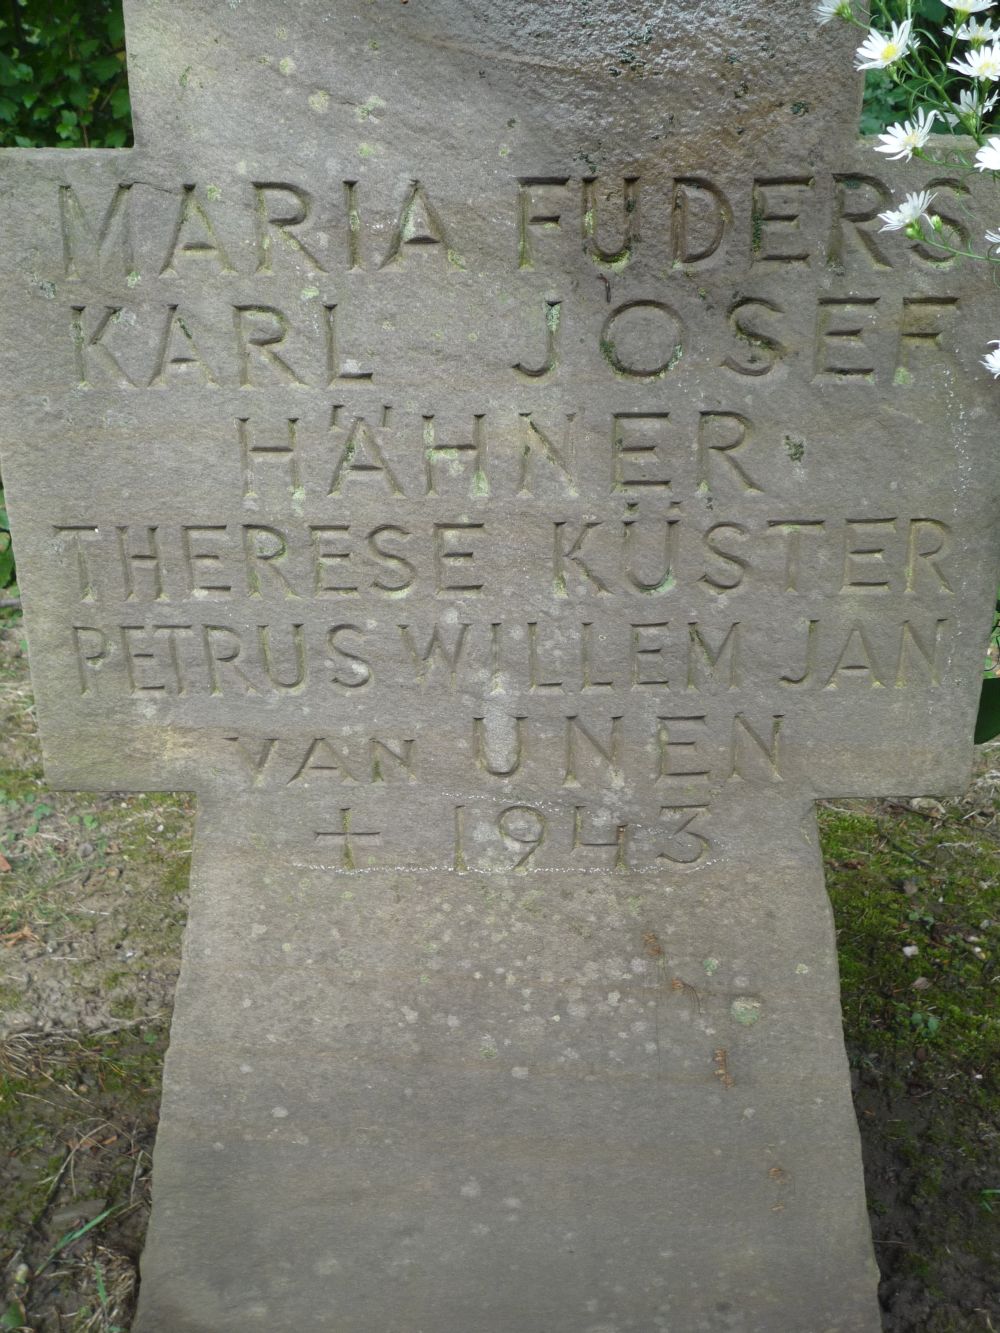 MARIA FUDERS
KARL JOSEF
HÄHNER
THERESE KÜSTER
PETRUS WILLEM JAN
VAN UNEN
+ 1943